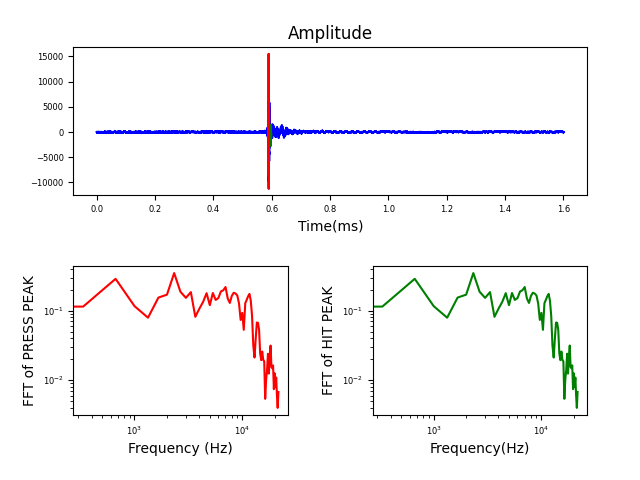 Amplitude
15000
10000
5000
0
−5000
−10000
0.0 0.2 0.4 0.6 0.8 1.0 1.2 1.4 1.6
Time(ms)
FFT of PRESS PEAK
10⁻¹
10⁻²
10³ 10⁴
Frequency (Hz)
FFT of HIT PEAK
10⁻¹
10⁻²
10³ 10⁴
Frequency(Hz)